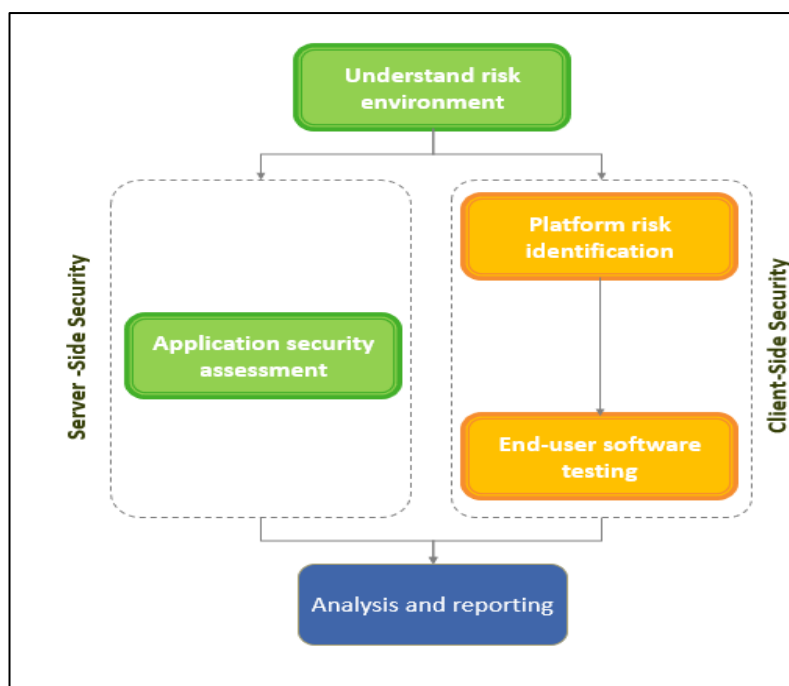 Understand risk
environment
Server -Side Security
Application security
assessment
Platform risk
identification
End-user software
testing
Client-Side Security
Analysis and reporting